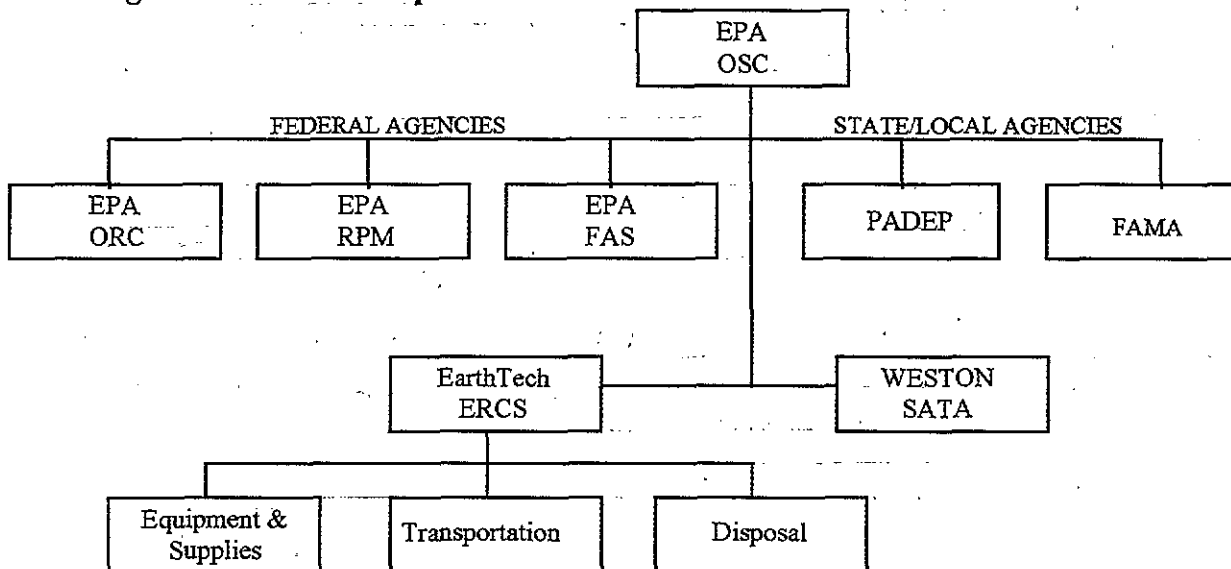 EPA
OSC
FEDERAL AGENCIES
STATE/LOCAL AGENCIES
EPA
ORC
EPA
RPM
EPA
FAS
PADEP
FAMA
EarthTech
ERCS
WESTON
SATA
Equipment &
Supplies
Transportation
Disposal